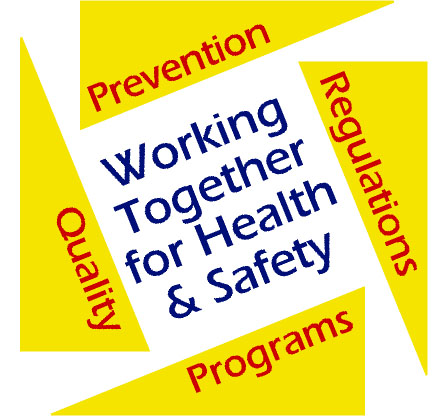 Prevention
Regulations
Working
Together
for Health
& Safety
Quality
Programs